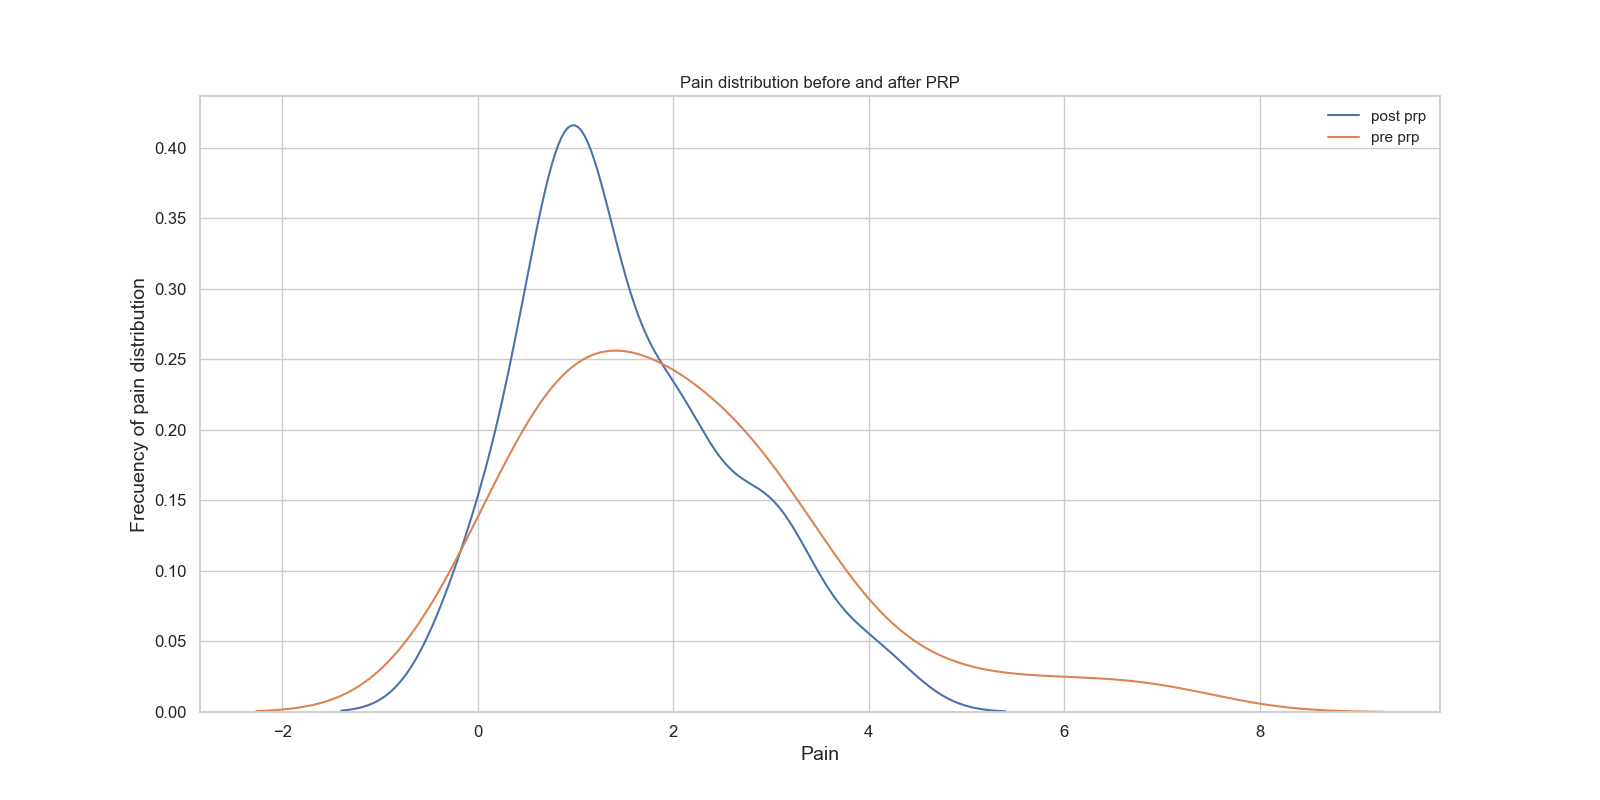 Pain distribution before and after PRP
post prp
pre prp
Frecuency of pain distribution
0.40
0.35
0.30
0.25
0.20
0.15
0.10
0.05
0.00
−2 0 2 4 6 8
Pain